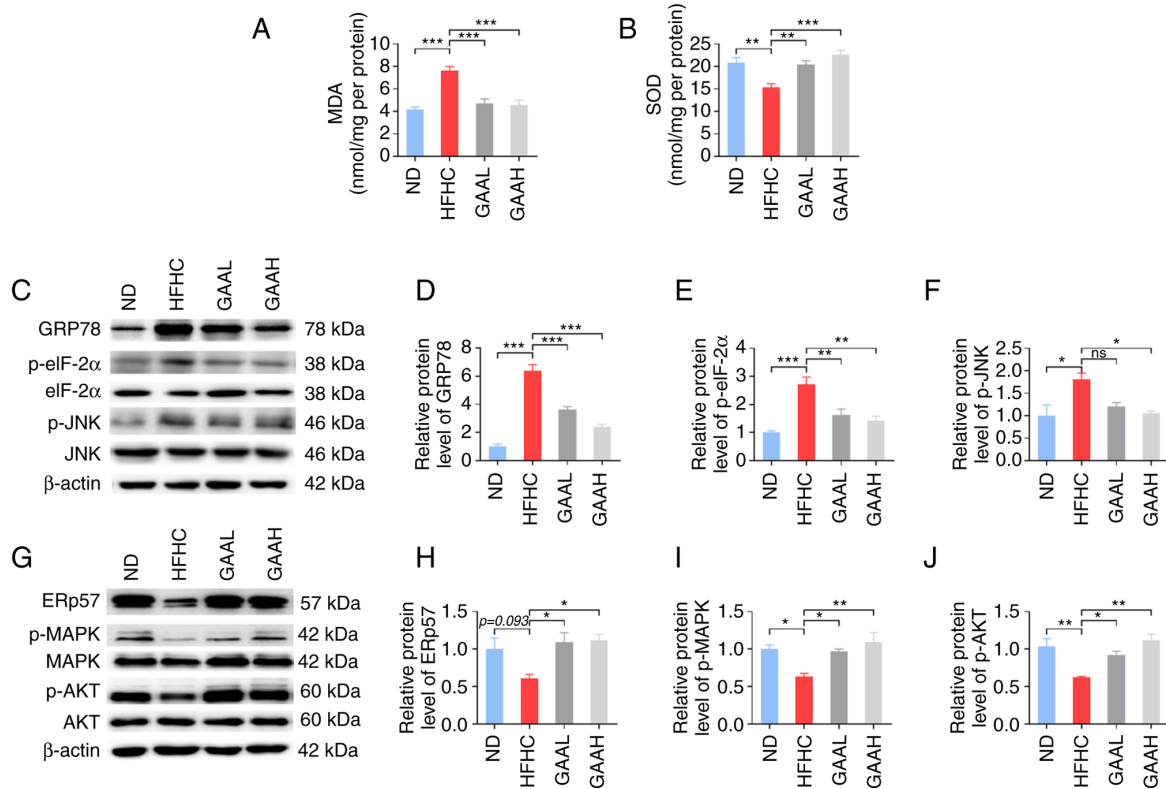 A
MDA
(nmol/mg per protein)
10
8
6
4
2
0
***
***
***
ND
HFHC
GAAL
GAAH
B
SOD
(nmol/mg per protein)
25
20
15
10
5
0
**
**
***
ND
HFHC
GAAL
GAAH
C
ND
HFHC
GAAL
GAAH
GRP78 78 kDa
p-eIF-2α 38 kDa
eIF-2α 38 kDa
p-JNK 46 kDa
JNK 46 kDa
β-actin 42 kDa
D
Relative protein
level of GRP78
8
6
4
2
0
***
***
***
ND
HFHC
GAAL
GAAH
E
Relative protein
level of p-eIF-2α
4
3
2
1
0
***
**
**
ND
HFHC
GAAL
GAAH
F
Relative protein
level of p-JNK
2.5
2.0
1.5
1.0
0.5
0.0
*
ns
*
ND
HFHC
GAAL
GAAH
G
ND
HFHC
GAAL
GAAH
ERp57 57 kDa
p-MAPK 42 kDa
MAPK 42 kDa
p-AKT 60 kDa
AKT 60 kDa
β-actin 42 kDa
H
Relative protein
level of ERp57
1.5
1.0
0.5
0.0
p=0.093
*
*
ND
HFHC
GAAL
GAAH
I
Relative protein
level of p-MAPK
1.5
1.0
0.5
0.0
*
*
**
ND
HFHC
GAAL
GAAH
J
Relative protein
level of p-AKT
1.5
1.0
0.5
0.0
**
*
**
ND
HFHC
GAAL
GAAH